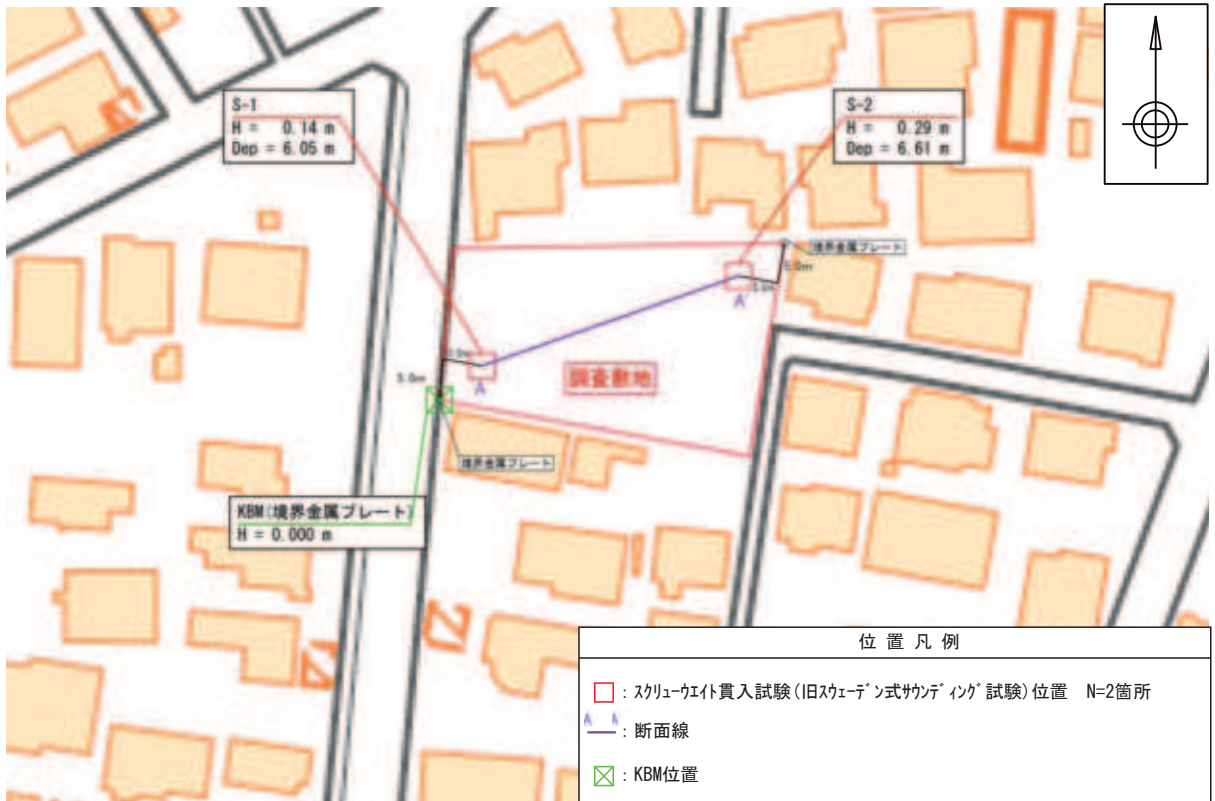 S-1
H = 0.14 m
Dep = 6.05 m
S-2
H = 0.29 m
Dep = 6.61 m
境界金属プレート
5.0m
A'
A
調査敷地
5.0m
境界金属プレート
KBM(境界金属プレート)
H = 0.000 m
位置凡例
: スクリューウエイト貫入試験(旧スウェーデン式サウンディング試験)位置 N=2箇所
A A
: 断面線
: KBM位置